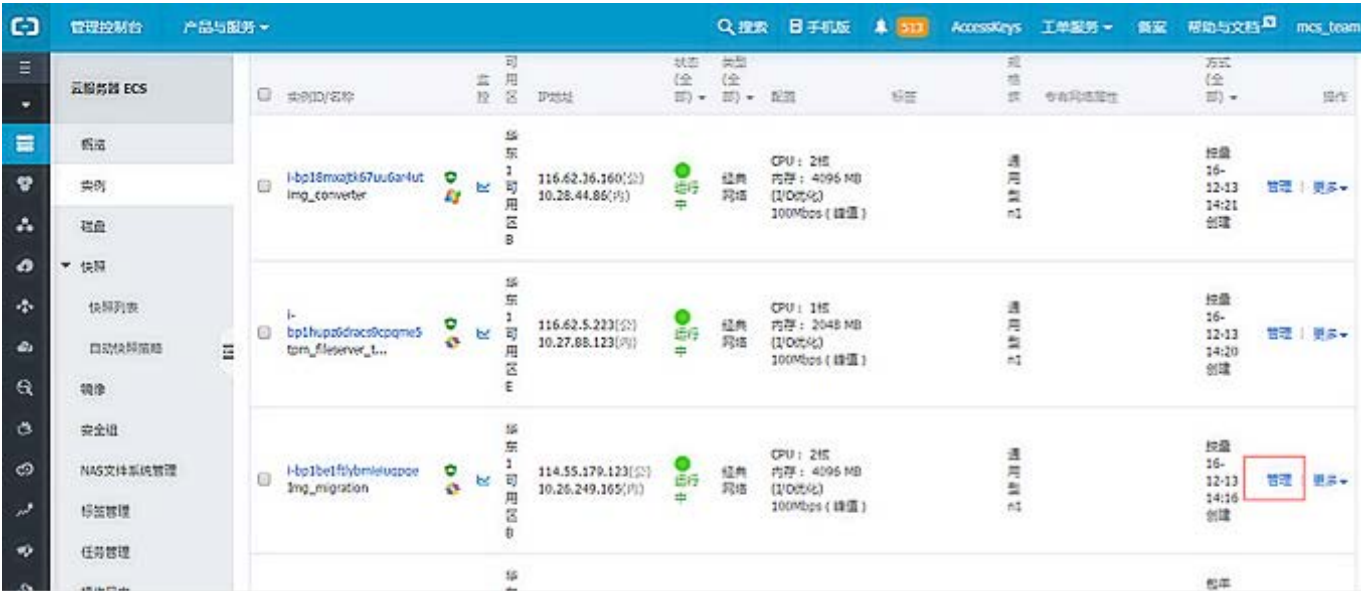 管理控制台 产品与服务 搜索 手机版 513 AccessKeys 工单服务 备案 帮助与文档 mcs_team
云服务器 ECS
概览
实例
磁盘
快照
快照列表
自动快照策略
镜像
安全组
NAS文件系统管理
标签管理
任务管理
实例ID/名称
监控
可用区
IP地址
状态(全部)
类型(全部)
配置
标签
规格族
专有网络属性
方式(全部)
操作
img_converter
华东1可用区B
116.62.36.160(公)
10.28.44.86(内)
运行中
经典网络
CPU: 2核
内存: 4096 MB
(I/O优化)
100Mbps ( 峰值 )
通用型n1
按量
16-
12-13
14:21
创建
管理 | 更多
i-
bp1hupz6dracs9cpqme5
tpm_fileserver_t...
华东1可用区E
116.62.5.223(公)
10.27.88.123(内)
运行中
经典网络
CPU: 1核
内存: 2048 MB
(I/O优化)
100Mbps ( 峰值 )
通用型n1
按量
16-
12-13
14:20
创建
管理 | 更多
Img_migration
华东1可用区B
114.55.179.123(公)
10.26.249.165(内)
运行中
经典网络
CPU: 2核
内存: 4096 MB
(I/O优化)
100Mbps ( 峰值 )
通用型n1
按量
16-
12-13
14:16
创建
管理 更多
华